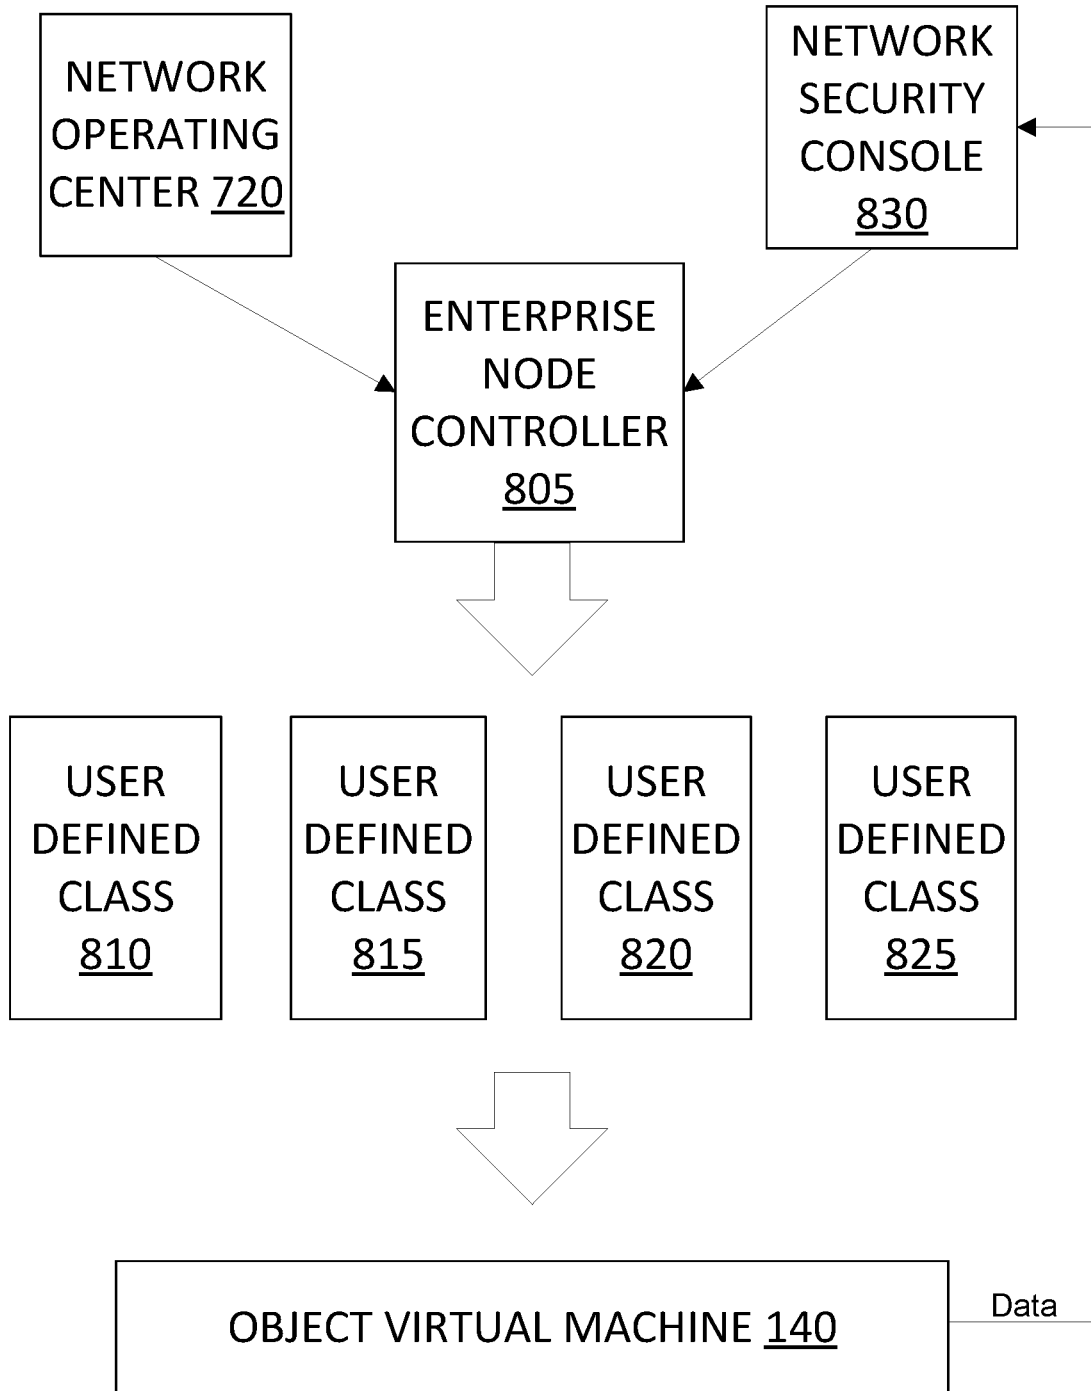 NETWORK
OPERATING
CENTER 720
NETWORK
SECURITY
CONSOLE
830
ENTERPRISE
NODE
CONTROLLER
805
USER
DEFINED
CLASS
810
USER
DEFINED
CLASS
815
USER
DEFINED
CLASS
820
USER
DEFINED
CLASS
825
OBJECT VIRTUAL MACHINE 140
Data